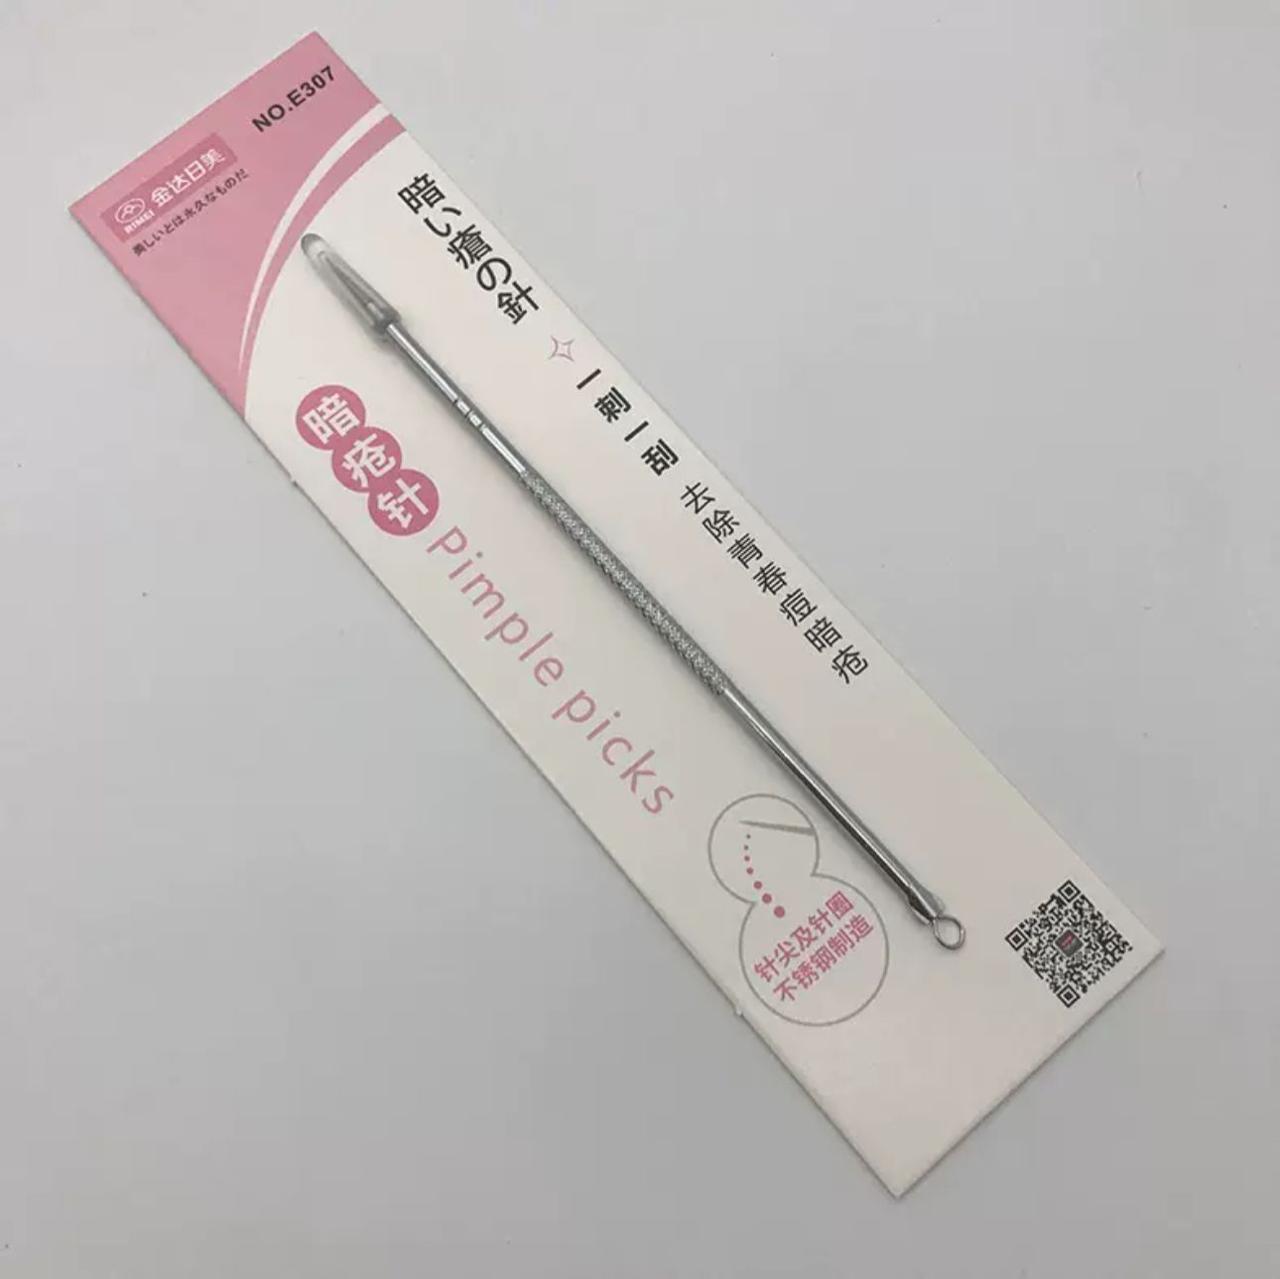 NO.E307
金达日美
RIMEI
美しいとは永久なものだ
暗い瘡の針
一刺一刮 去除青春痘暗疮
暗疮针
Pimple picks
针尖及针圈
不锈钢制造